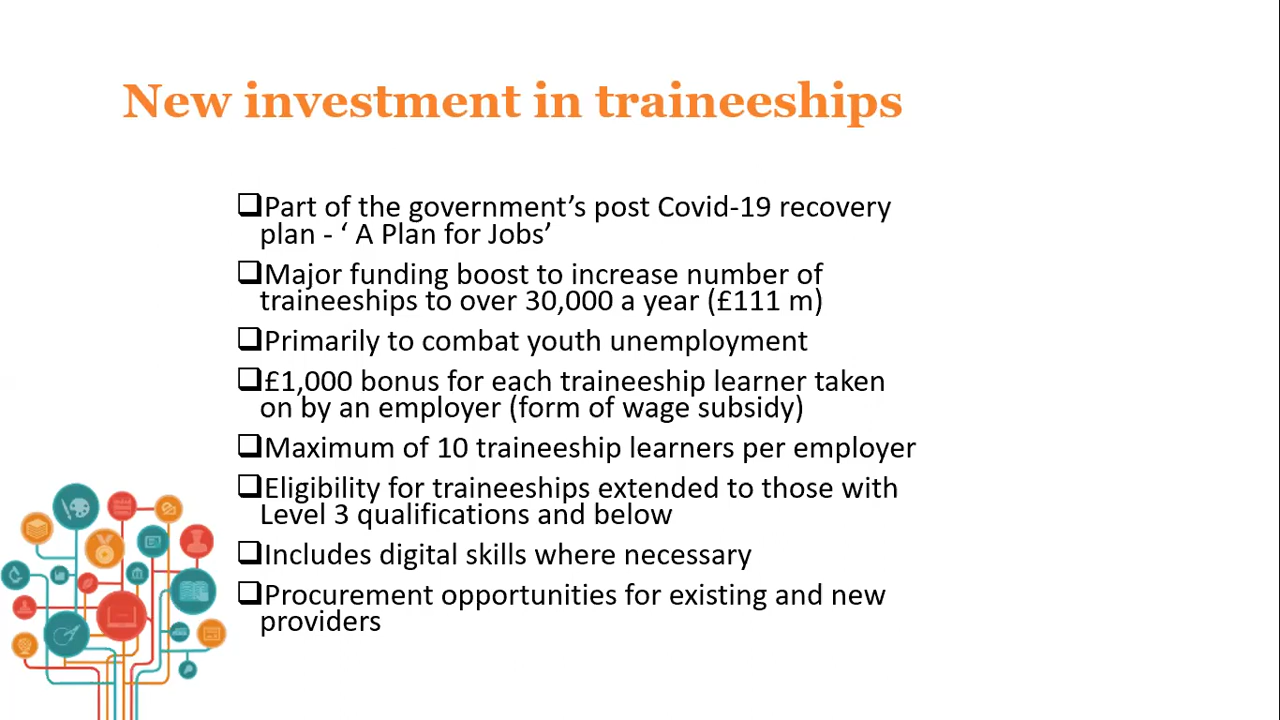 New investment in traineeships
❑Part of the government’s post Covid-19 recovery
plan - ‘ A Plan for Jobs’
❑Major funding boost to increase number of
traineeships to over 30,000 a year (£111 m)
❑Primarily to combat youth unemployment
❑£1,000 bonus for each traineeship learner taken
on by an employer (form of wage subsidy)
❑Maximum of 10 traineeship learners per employer
❑Eligibility for traineeships extended to those with
Level 3 qualifications and below
❑Includes digital skills where necessary
❑Procurement opportunities for existing and new
providers